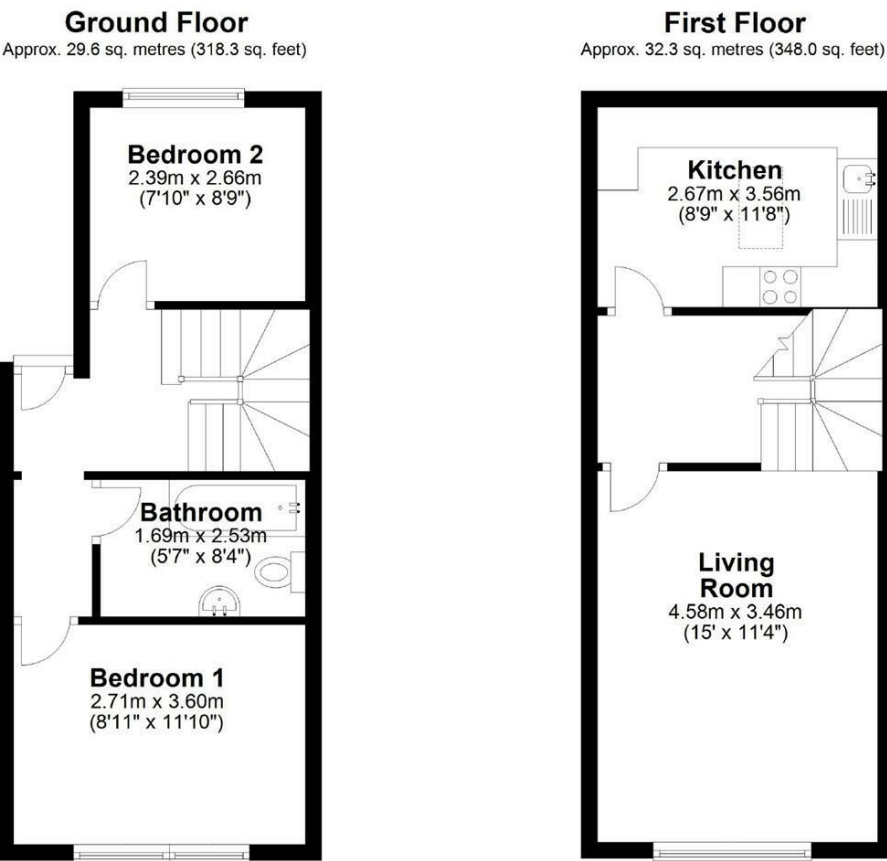 Ground Floor
Approx. 29.6 sq. metres (318.3 sq. feet)
Bedroom 2
2.39m x 2.66m
(7'10" x 8'9")
Bathroom
1.69m x 2.53m
(5'7" x 8'4")
Bedroom 1
2.71m x 3.60m
(8'11" x 11'10")
First Floor
Approx. 32.3 sq. metres (348.0 sq. feet)
Kitchen
2.67m x 3.56m
(8'9" x 11'8")
Living
Room
4.58m x 3.46m
(15' x 11'4")